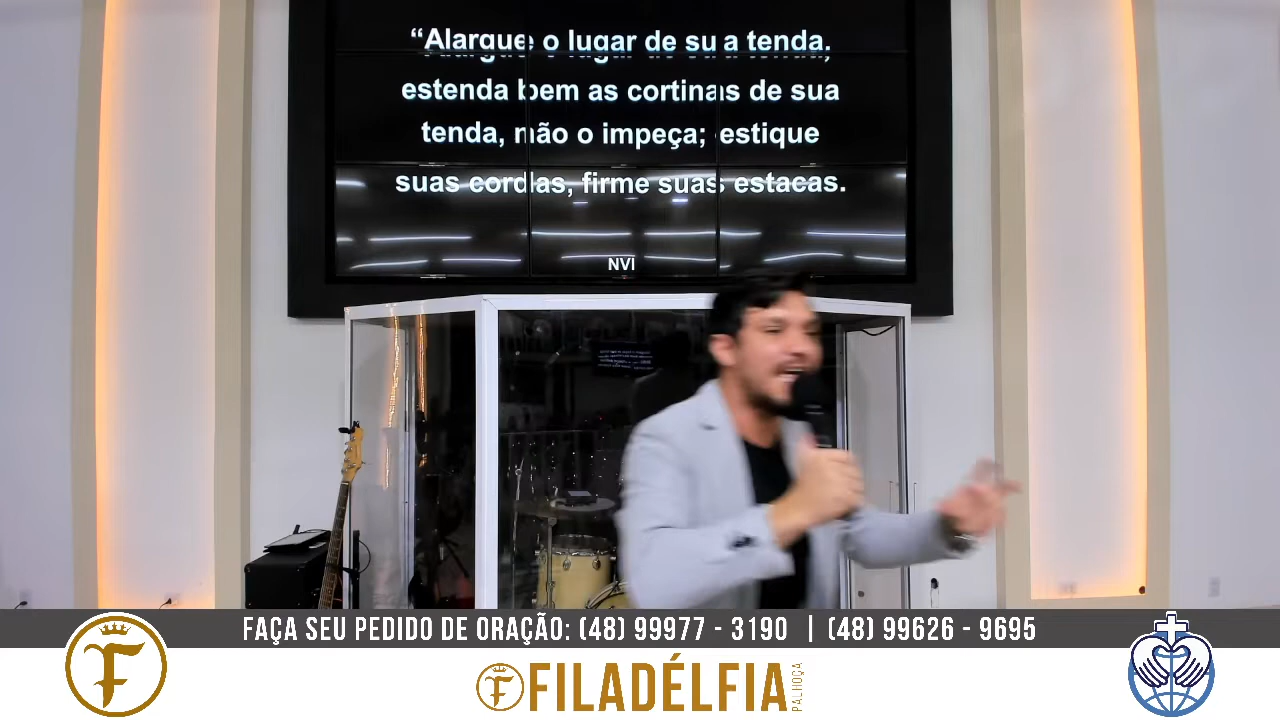 “Alargue o lugar de sua tenda,
estenda bem as cortinas de sua
tenda, não o impeça; estique
suas cordas, firme suas estacas.
NVI
FAÇA SEU PEDIDO DE ORAÇÃO: (48) 99977 - 3190 | (48) 99626 - 9695
F
F FILADÉLFIA PALHOÇA